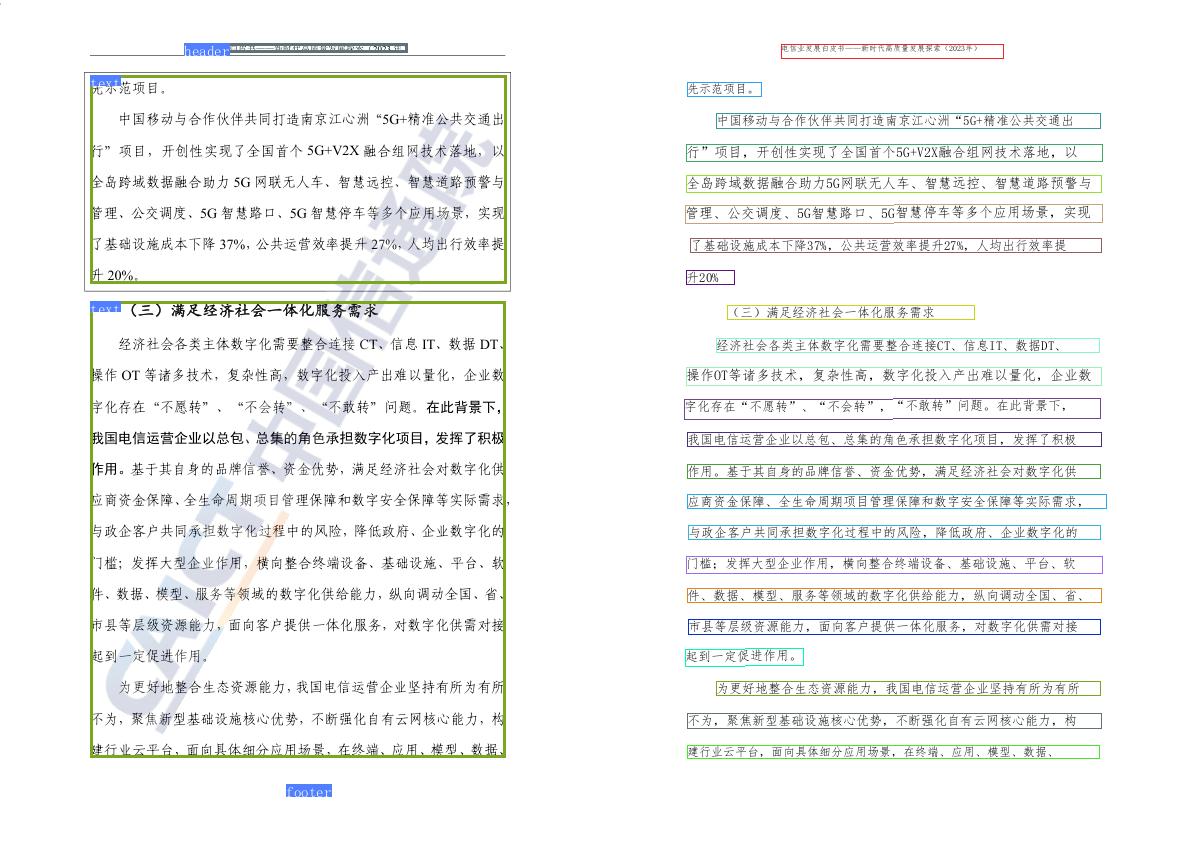 header
text
先示范项目。
中国移动与合作伙伴共同打造南京江心洲“5G+精准公共交通出
行”项目，开创性实现了全国首个 5G+V2X 融合组网技术落地，以
全岛跨域数据融合助力 5G 网联无人车、智慧远控、智慧道路预警与
管理、公交调度、5G 智慧路口、5G 智慧停车等多个应用场景，实现
了基础设施成本下降 37%，公共运营效率提升 27%，人均出行效率提
升 20%。
text
（三）满足经济社会一体化服务需求
经济社会各类主体数字化需要整合连接 CT、信息 IT、数据 DT、
操作 OT 等诸多技术，复杂性高，数字化投入产出难以量化，企业数
字化存在“不愿转”、“不会转”、“不敢转”问题。在此背景下，
我国电信运营企业以总包、总集的角色承担数字化项目，发挥了积极
作用。基于其自身的品牌信誉、资金优势，满足经济社会对数字化供
应商资金保障、全生命周期项目管理保障和数字安全保障等实际需求，
与政企客户共同承担数字化过程中的风险，降低政府、企业数字化的
门槛；发挥大型企业作用，横向整合终端设备、基础设施、平台、软
件、数据、模型、服务等领域的数字化供给能力，纵向调动全国、省、
市县等层级资源能力，面向客户提供一体化服务，对数字化供需对接
起到一定促进作用。
为更好地整合生态资源能力，我国电信运营企业坚持有所为有所
不为，聚焦新型基础设施核心优势，不断强化自有云网核心能力，构
建行业云平台，面向具体细分应用场景，在终端、应用、模型、数据、
CAICT 中国信通院
footer
电信业发展白皮书——新时代高质量发展探索（2023年）
先示范项目。
中国移动与合作伙伴共同打造南京江心洲“5G+精准公共交通出
行”项目，开创性实现了全国首个5G+V2X融合组网技术落地，以
全岛跨域数据融合助力5G网联无人车、智慧远控、智慧道路预警与
管理、公交调度、5G智慧路口、5G智慧停车等多个应用场景，实现
了基础设施成本下降37%，公共运营效率提升27%，人均出行效率提
升20%
（三）满足经济社会一体化服务需求
经济社会各类主体数字化需要整合连接CT、信息IT、数据DT、
操作OT等诸多技术，复杂性高，数字化投入产出难以量化，企业数
字化存在“不愿转”、“不会转”，“不敢转”问题。在此背景下，
我国电信运营企业以总包、总集的角色承担数字化项目，发挥了积极
作用。基于其自身的品牌信誉、资金优势，满足经济社会对数字化供
应商资金保障、全生命周期项目管理保障和数字安全保障等实际需求，
与政企客户共同承担数字化过程中的风险，降低政府、企业数字化的
门槛；发挥大型企业作用，横向整合终端设备、基础设施、平台、软
件、数据、模型、服务等领域的数字化供给能力，纵向调动全国、省、
市县等层级资源能力，面向客户提供一体化服务，对数字化供需对接
起到一定促进作用。
为更好地整合生态资源能力，我国电信运营企业坚持有所为有所
不为，聚焦新型基础设施核心优势，不断强化自有云网核心能力，构
建行业云平台，面向具体细分应用场景，在终端、应用、模型、数据、